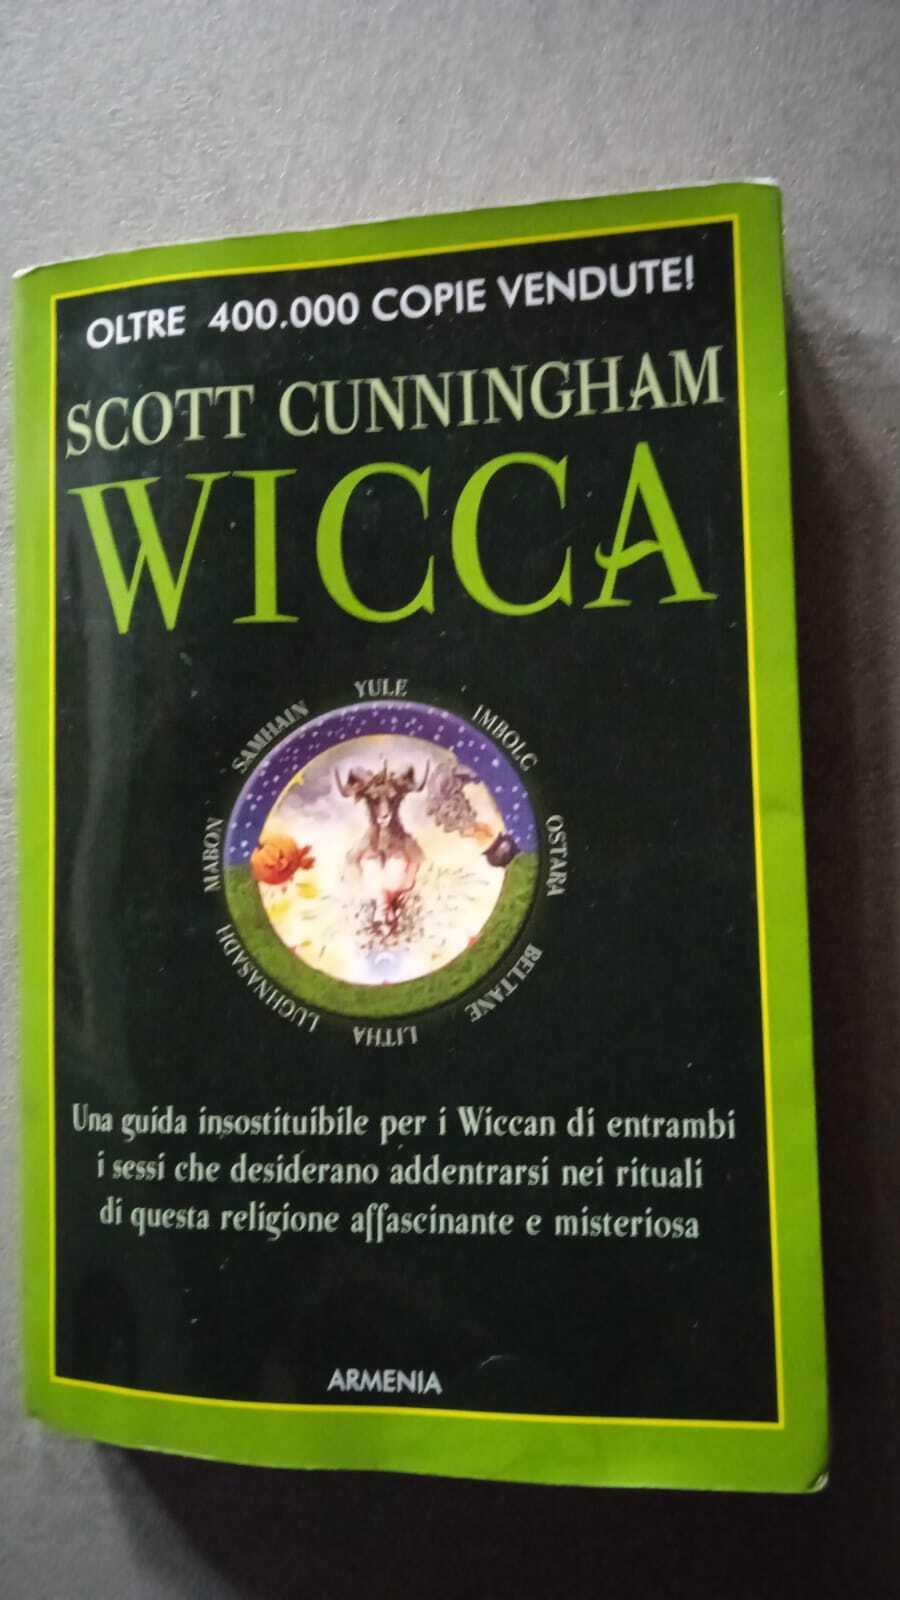 OLTRE 400.000 COPIE VENDUTE!
SCOTT CUNNINGHAM
WICCA
YULE
IMBOLC
OSTARA
BELTANE
LITHA
LUGHNASADH
MABON
SAMHAIN
Una guida insostituibile per i Wiccan di entrambi
i sessi che desiderano addentrarsi nei rituali
di questa religione affascinante e misteriosa
ARMENIA